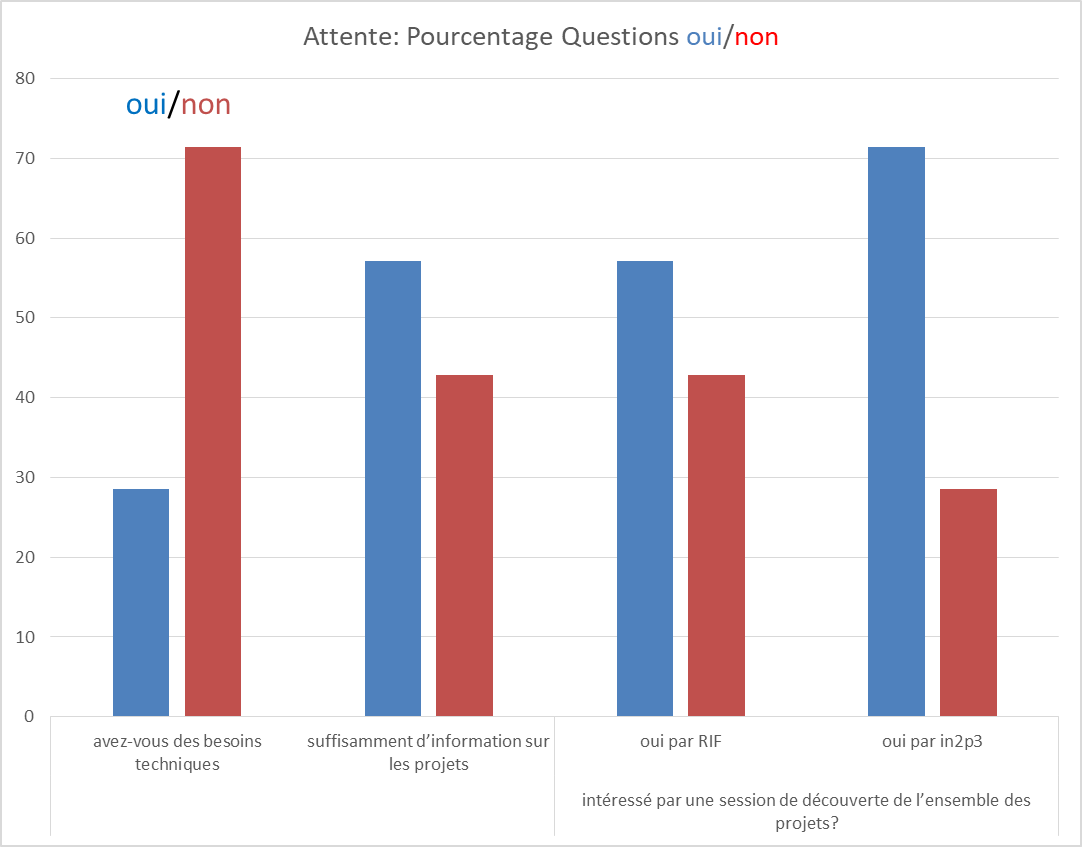 Attente: Pourcentage Questions oui/non
oui/non
80
70
60
50
40
30
20
10
0
avez-vous des besoins
techniques
suffisamment d’information sur
les projets
oui par RIF
oui par in2p3
intéressé par une session de découverte de l’ensemble des
projets?